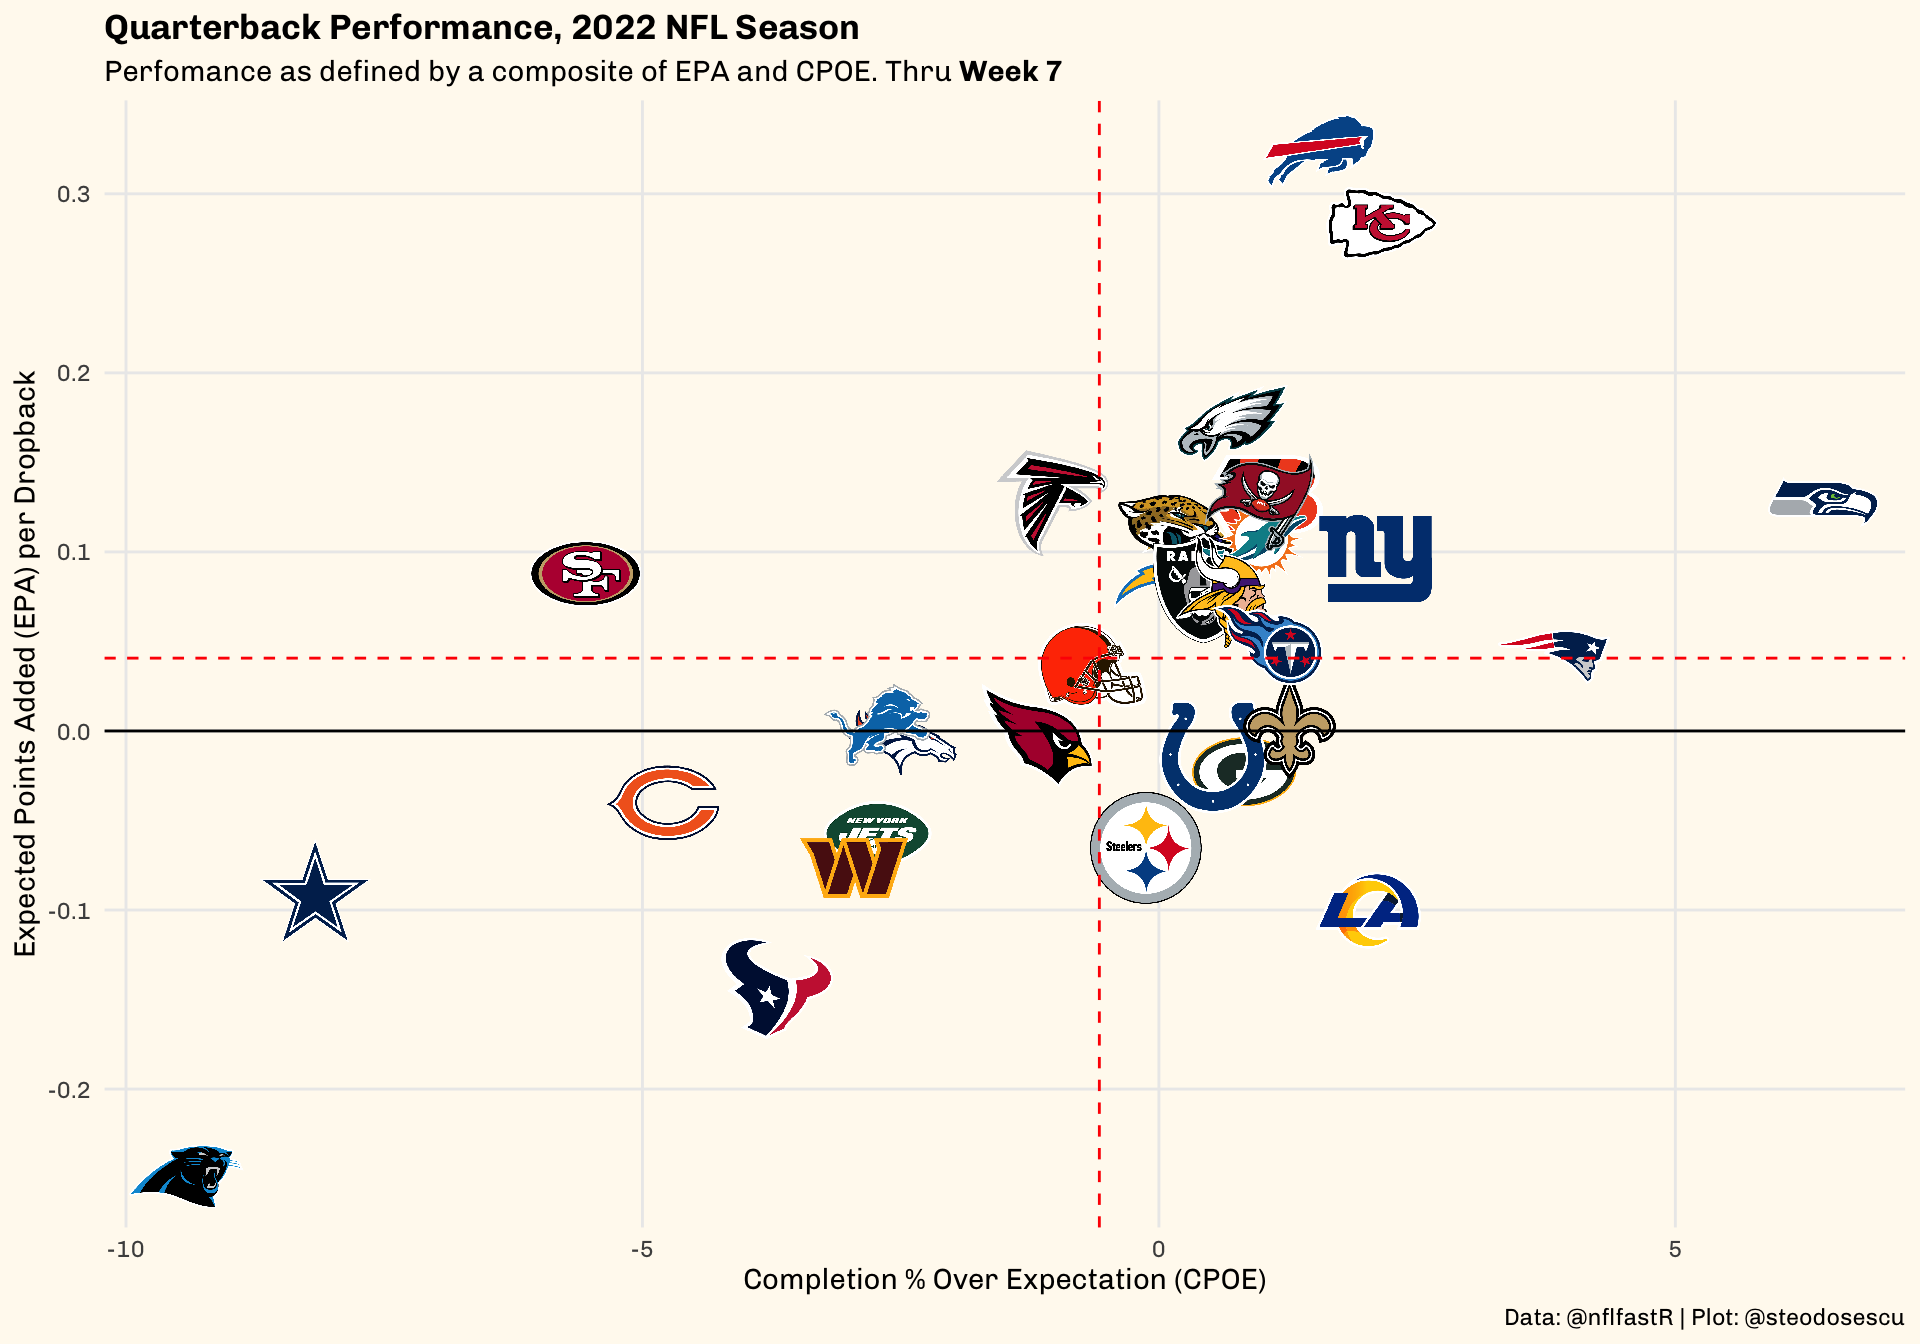 Quarterback Performance, 2022 NFL Season
Perfomance as defined by a composite of EPA and CPOE. Thru Week 7
Expected Points Added (EPA) per Dropback
0.3
0.2
0.1
0.0
-0.1
-0.2
KC
SF
RAI
ny
T
NEW YORK
JETS
W
Steelers
LA
-10
-5
0
5
Completion % Over Expectation (CPOE)
Data: @nflfastR | Plot: @steodosescu